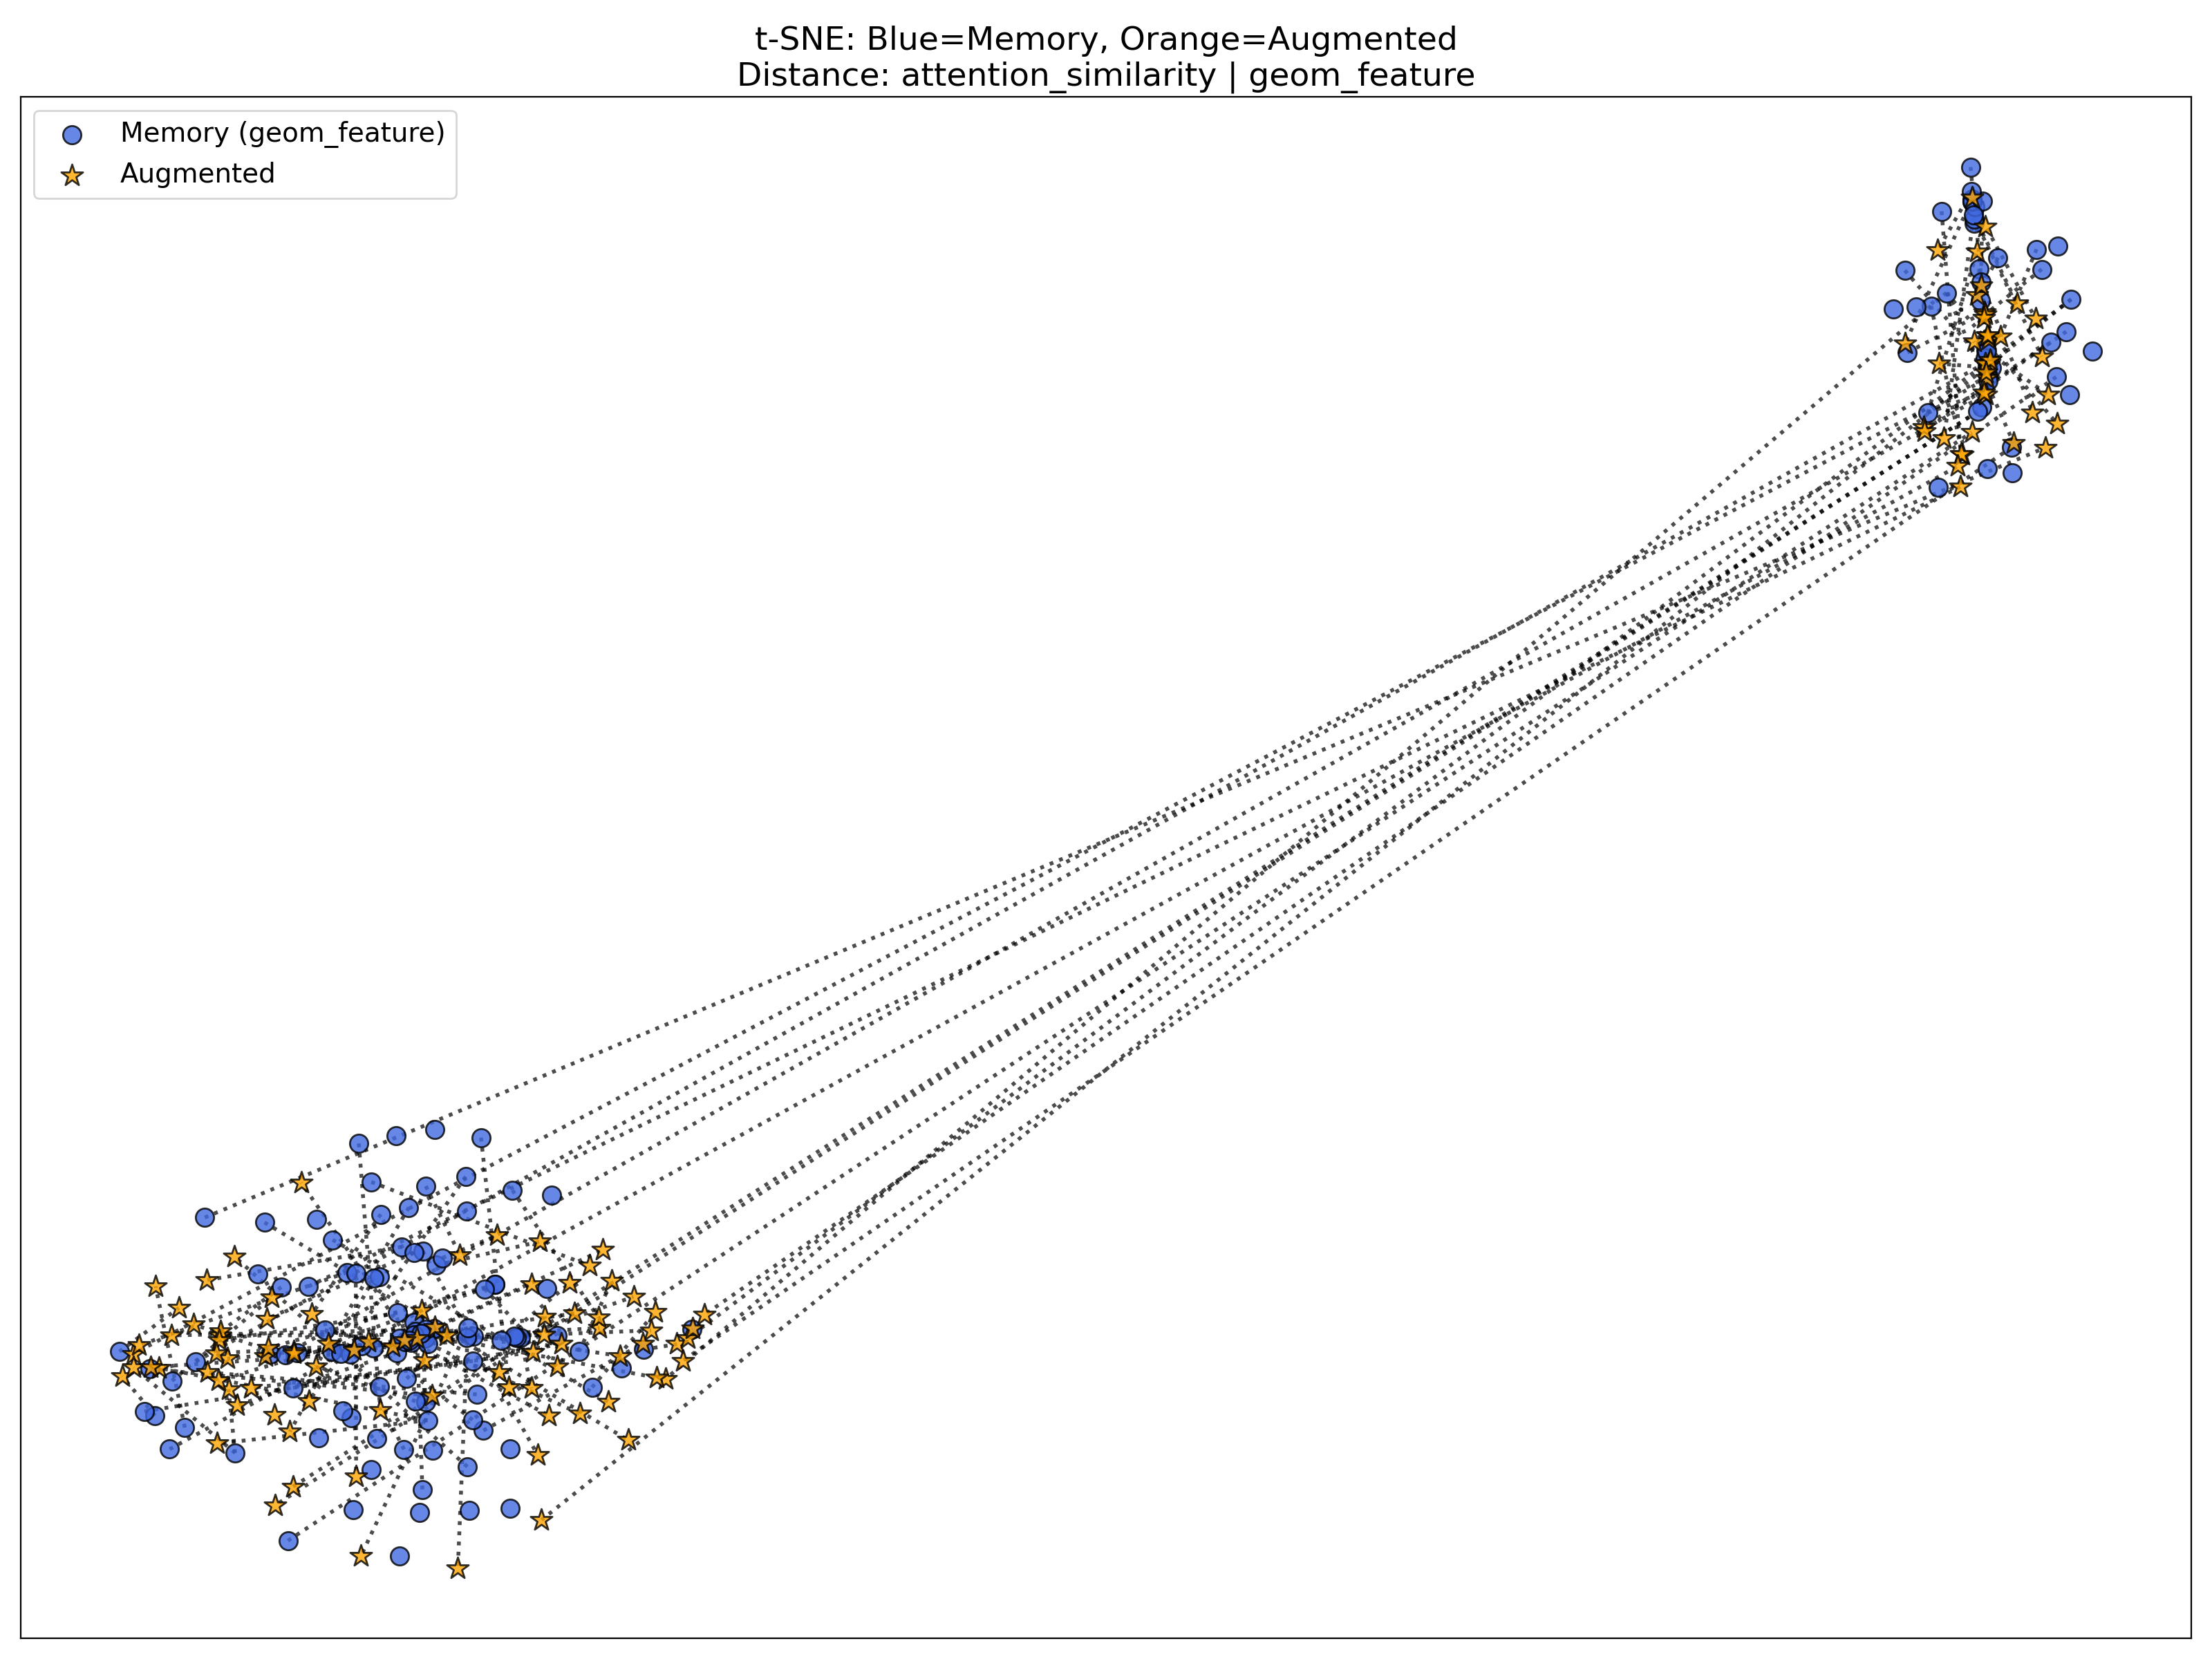 t-SNE: Blue=Memory, Orange=Augmented
Distance: attention_similarity | geom_feature
Memory (geom_feature)
Augmented